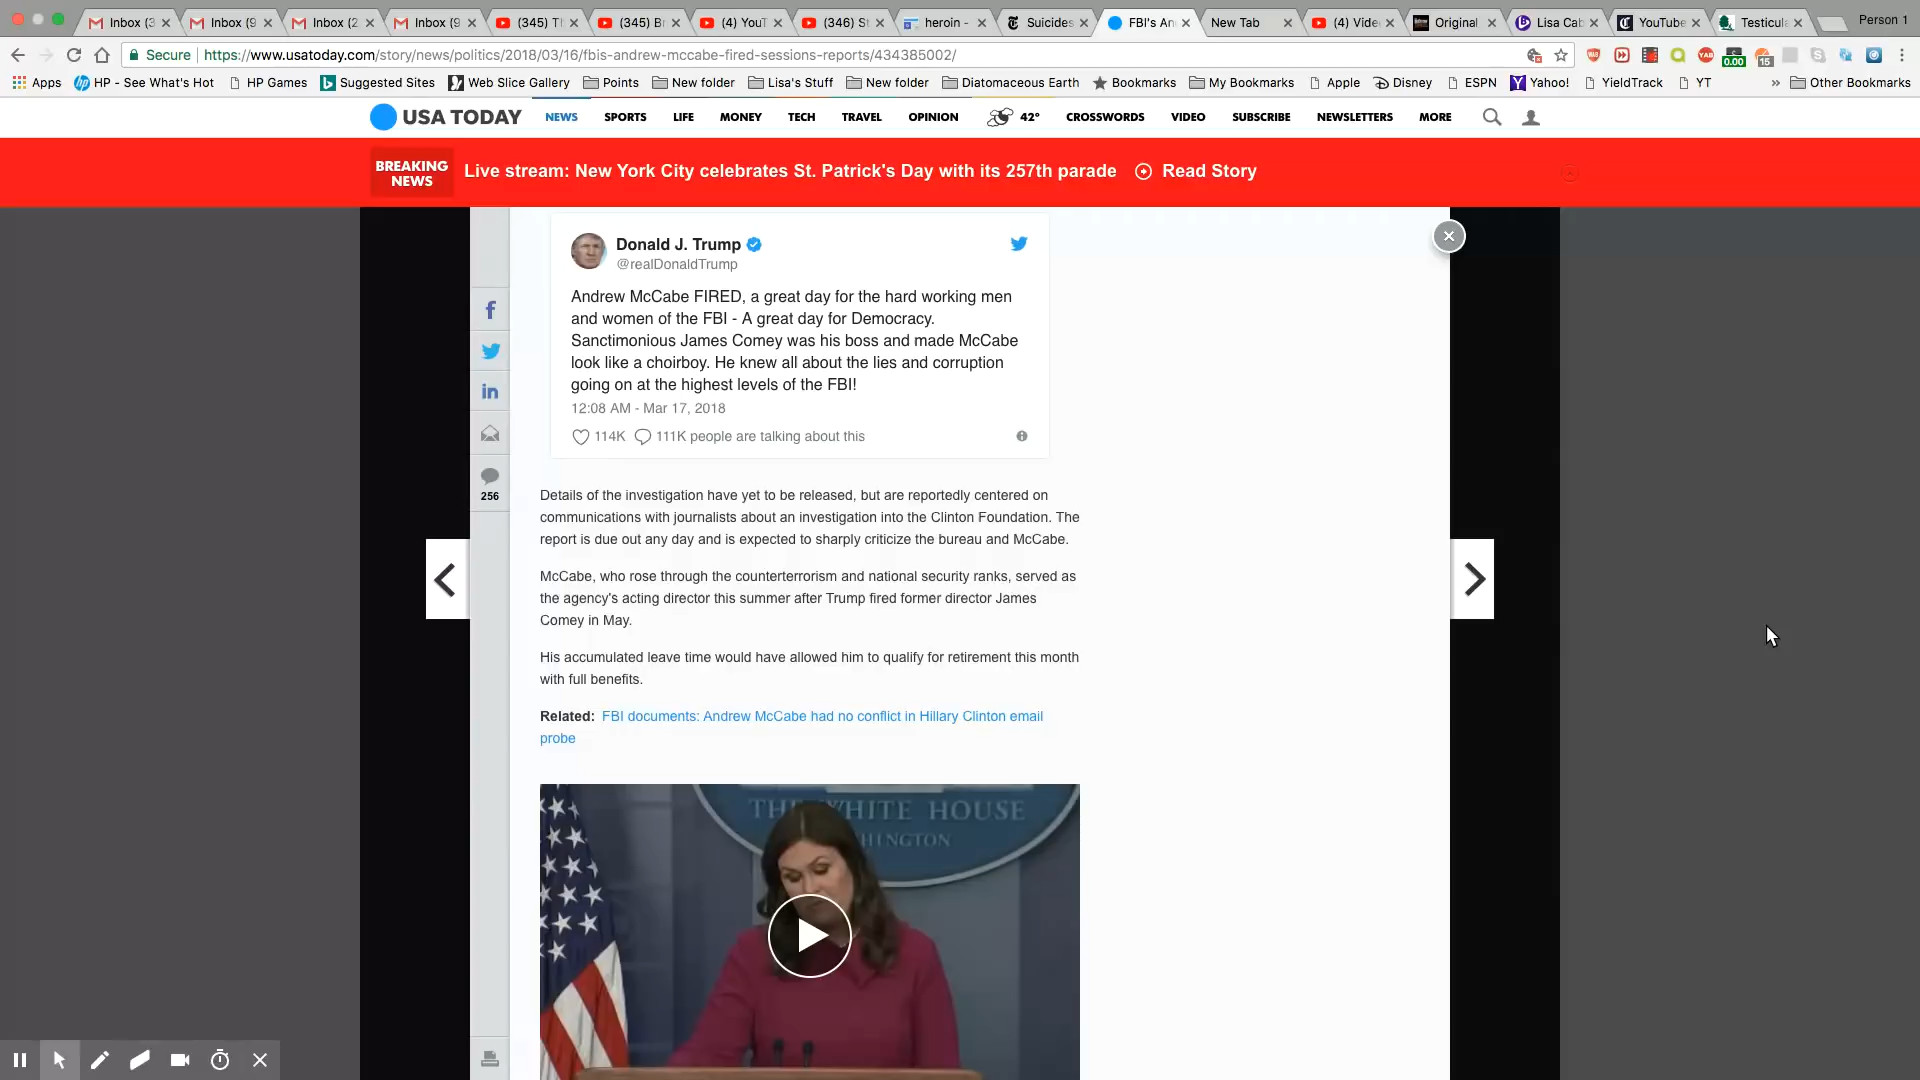 Inbox (3
Inbox (9
Inbox (2
Inbox (9
(345) T
(345) B
(4) YouT
(346) St
heroin -
Suicides
FBI's An
New Tab
(4) Vide
Original
Lisa Cab
YouTube
Testicula
Person 1
Secure
https://www.usatoday.com/story/news/politics/2018/03/16/fbis-andrew-mccabe-fired-sessions-reports/434385002/
0.00
15
Apps
HP - See What's Hot
HP Games
Suggested Sites
Web Slice Gallery
Points
New folder
Lisa's Stuff
New folder
Diatomaceous Earth
Bookmarks
My Bookmarks
Apple
Disney
ESPN
Yahoo!
YieldTrack
YT
»
Other Bookmarks
USA TODAY
NEWS
SPORTS
LIFE
MONEY
TECH
TRAVEL
OPINION
42°
CROSSWORDS
VIDEO
SUBSCRIBE
NEWSLETTERS
MORE
BREAKING
NEWS
Live stream: New York City celebrates St. Patrick's Day with its 257th parade
Read Story
Donald J. Trump
@realDonaldTrump
Andrew McCabe FIRED, a great day for the hard working men
and women of the FBI - A great day for Democracy.
Sanctimonious James Comey was his boss and made McCabe
look like a choirboy. He knew all about the lies and corruption
going on at the highest levels of the FBI!
12:08 AM - Mar 17, 2018
114K
111K people are talking about this
256
Details of the investigation have yet to be released, but are reportedly centered on
communications with journalists about an investigation into the Clinton Foundation. The
report is due out any day and is expected to sharply criticize the bureau and McCabe.
McCabe, who rose through the counterterrorism and national security ranks, served as
the agency's acting director this summer after Trump fired former director James
Comey in May.
His accumulated leave time would have allowed him to qualify for retirement this month
with full benefits.
Related: FBI documents: Andrew McCabe had no conflict in Hillary Clinton email
probe
THE WHITE HOUSE
HINGTON